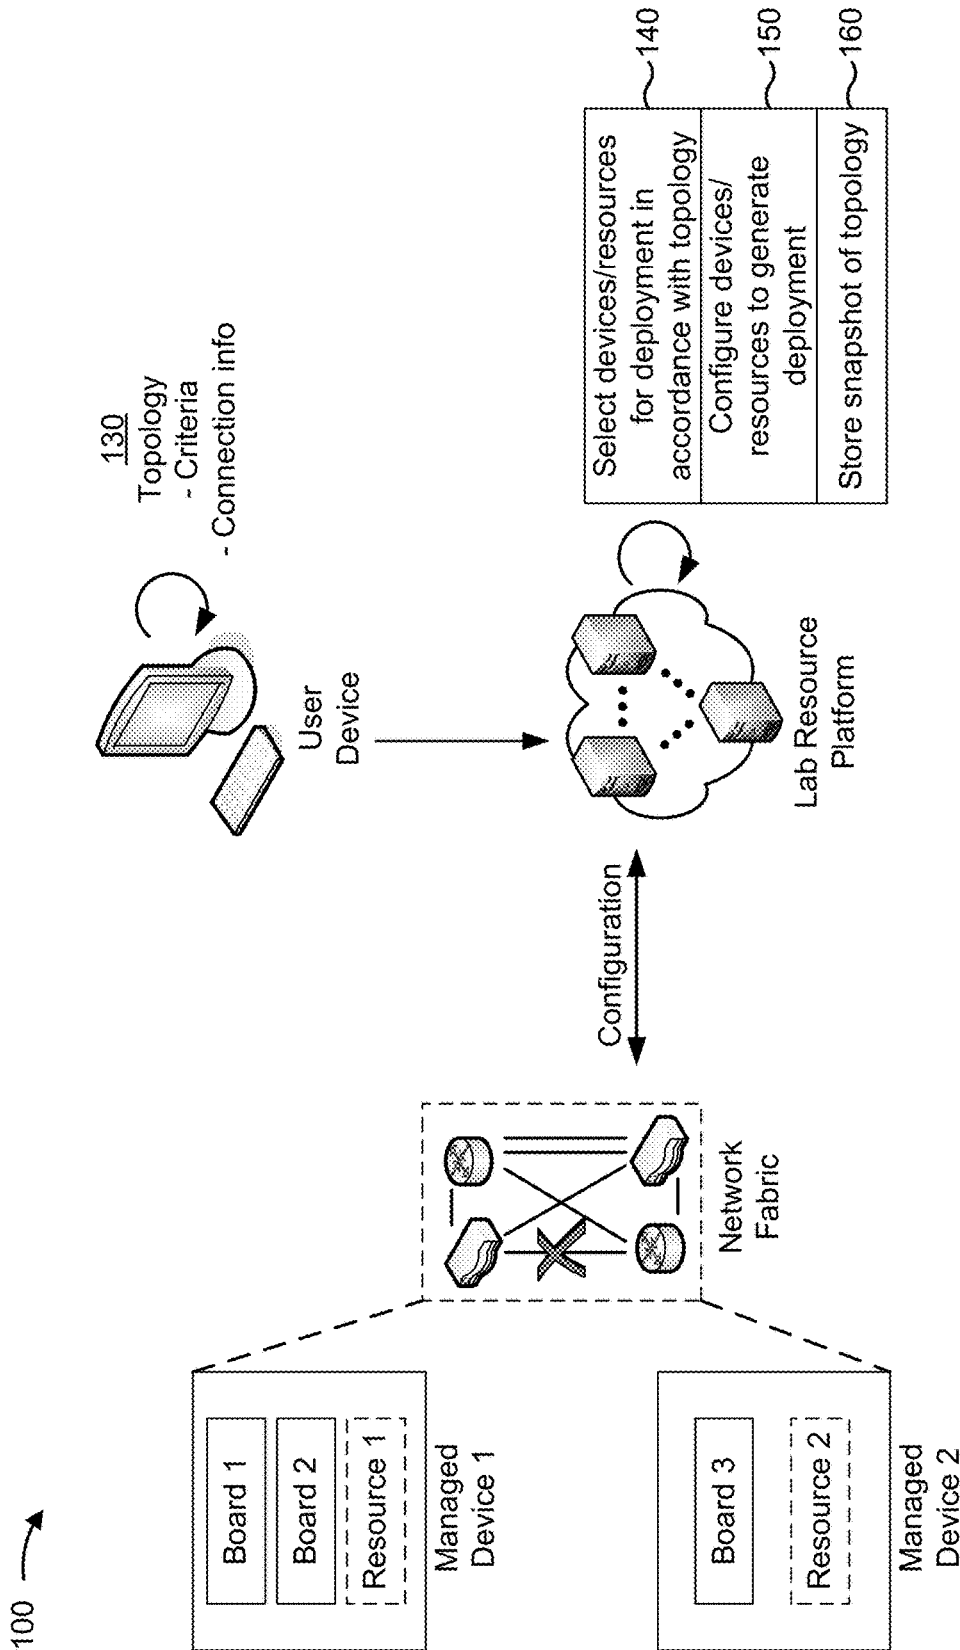 100
Board 1
Board 2
Resource 1
Managed
Device 1
Board 3
Resource 2
Managed
Device 2
Network
Fabric
Configuration
User
Device
130
Topology
- Criteria
- Connection info
Lab Resource
Platform
Select devices/resources
for deployment in
accordance with topology
140
Configure devices/
resources to generate
deployment
150
Store snapshot of topology
160